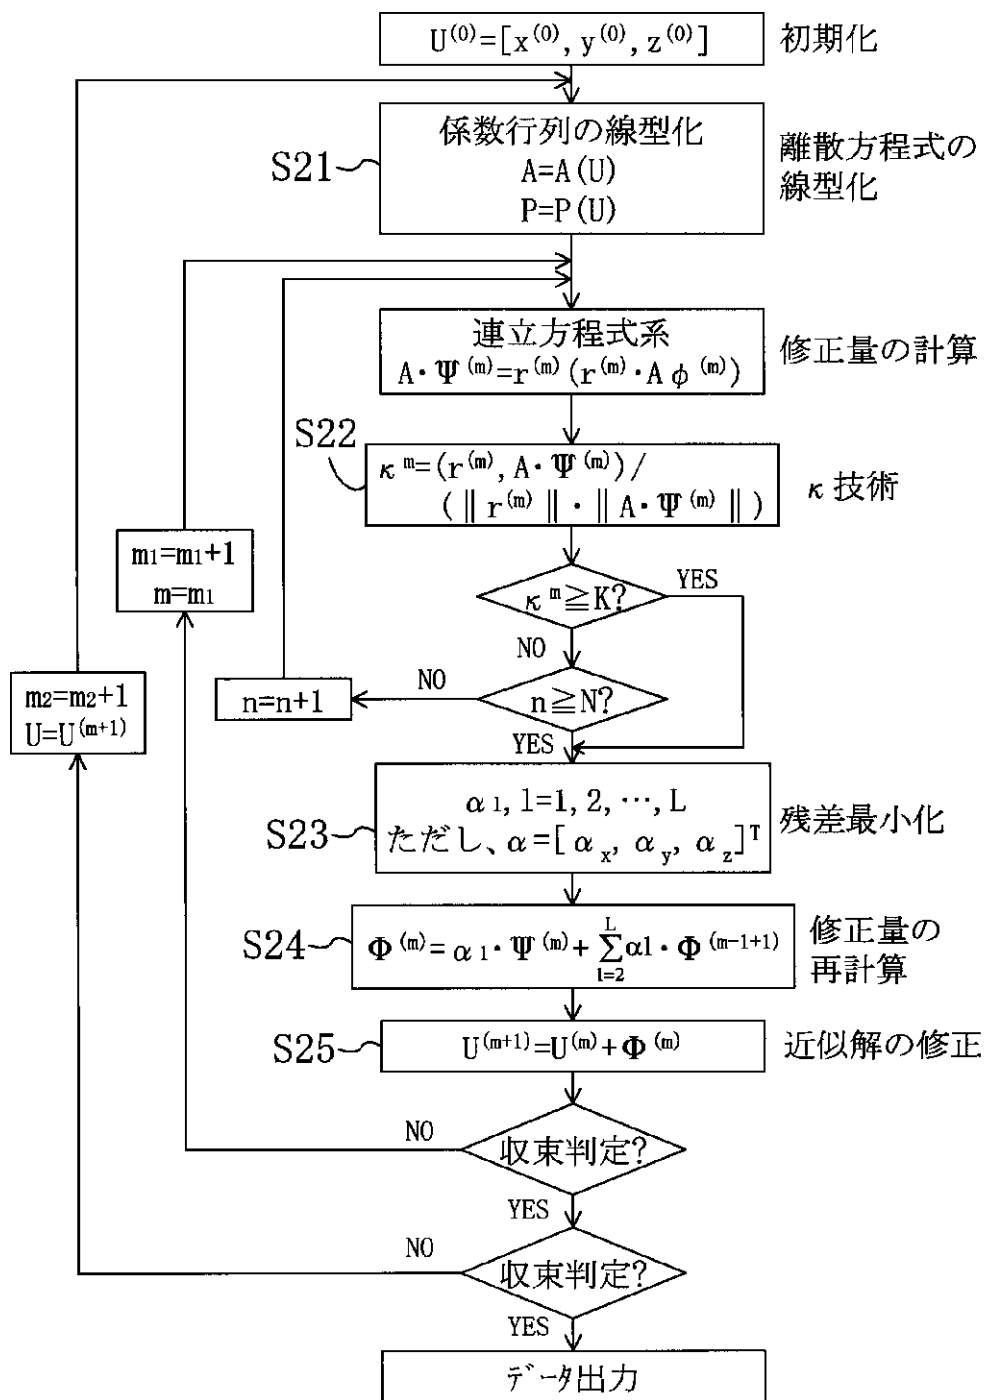 U⁽⁰⁾=[x⁽⁰⁾, y⁽⁰⁾, z⁽⁰⁾]
初期化
S21
係数行列の線型化
A=A(U)
P=P(U)
離散方程式の
線型化
連立方程式系
A・Ψ⁽ᵐ⁾=r⁽ᵐ⁾(r⁽ᵐ⁾・Aφ⁽ᵐ⁾)
修正量の計算
S22
κᵐ=(r⁽ᵐ⁾, A・Ψ⁽ᵐ⁾)/
(‖r⁽ᵐ⁾‖・‖A・Ψ⁽ᵐ⁾‖)
κ技術
m₁=m₁+1
m=m₁
κᵐ≧K?
YES
NO
n≧N?
NO
n=n+1
YES
m₂=m₂+1
U=U⁽ᵐ⁺¹⁾
S23
α1, l=1, 2, …, L
ただし、α=[αx, αy, αz]ᵀ
残差最小化
S24
Φ⁽ᵐ⁾=α1・Ψ⁽ᵐ⁾+
L
Σαl・Φ⁽ᵐ⁻ˡ⁺¹⁾
l=2
修正量の
再計算
S25
U⁽ᵐ⁺¹⁾=U⁽ᵐ⁾+Φ⁽ᵐ⁾
近似解の修正
NO
収束判定?
YES
NO
収束判定?
YES
データ出力